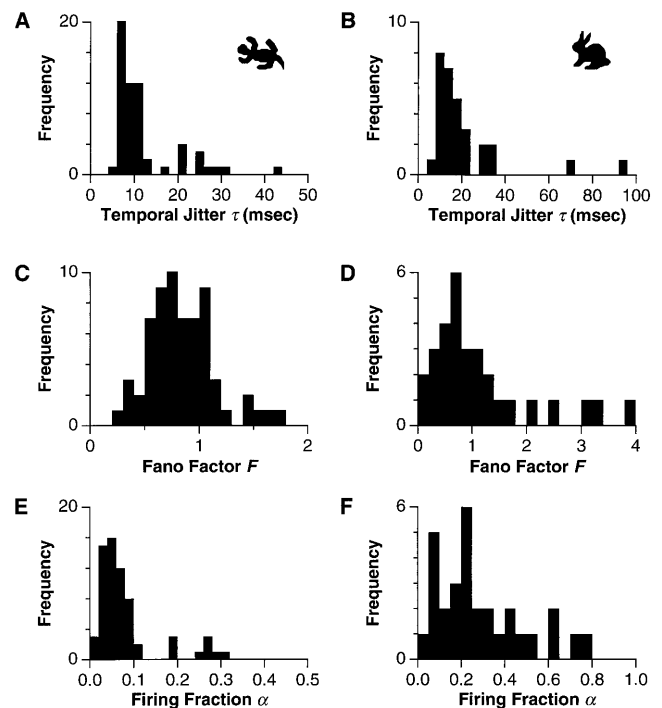 A
20
10
0
Frequency
0 10 20 30 40 50
Temporal Jitter τ (msec)
B
10
0
Frequency
0 20 40 60 80 100
Temporal Jitter τ (msec)
C
10
0
Frequency
0 1 2
Fano Factor F
D
6
0
Frequency
0 1 2 3 4
Fano Factor F
E
20
0
Frequency
0.0 0.1 0.2 0.3 0.4 0.5
Firing Fraction α
F
6
0
Frequency
0.0 0.2 0.4 0.6 0.8 1.0
Firing Fraction α